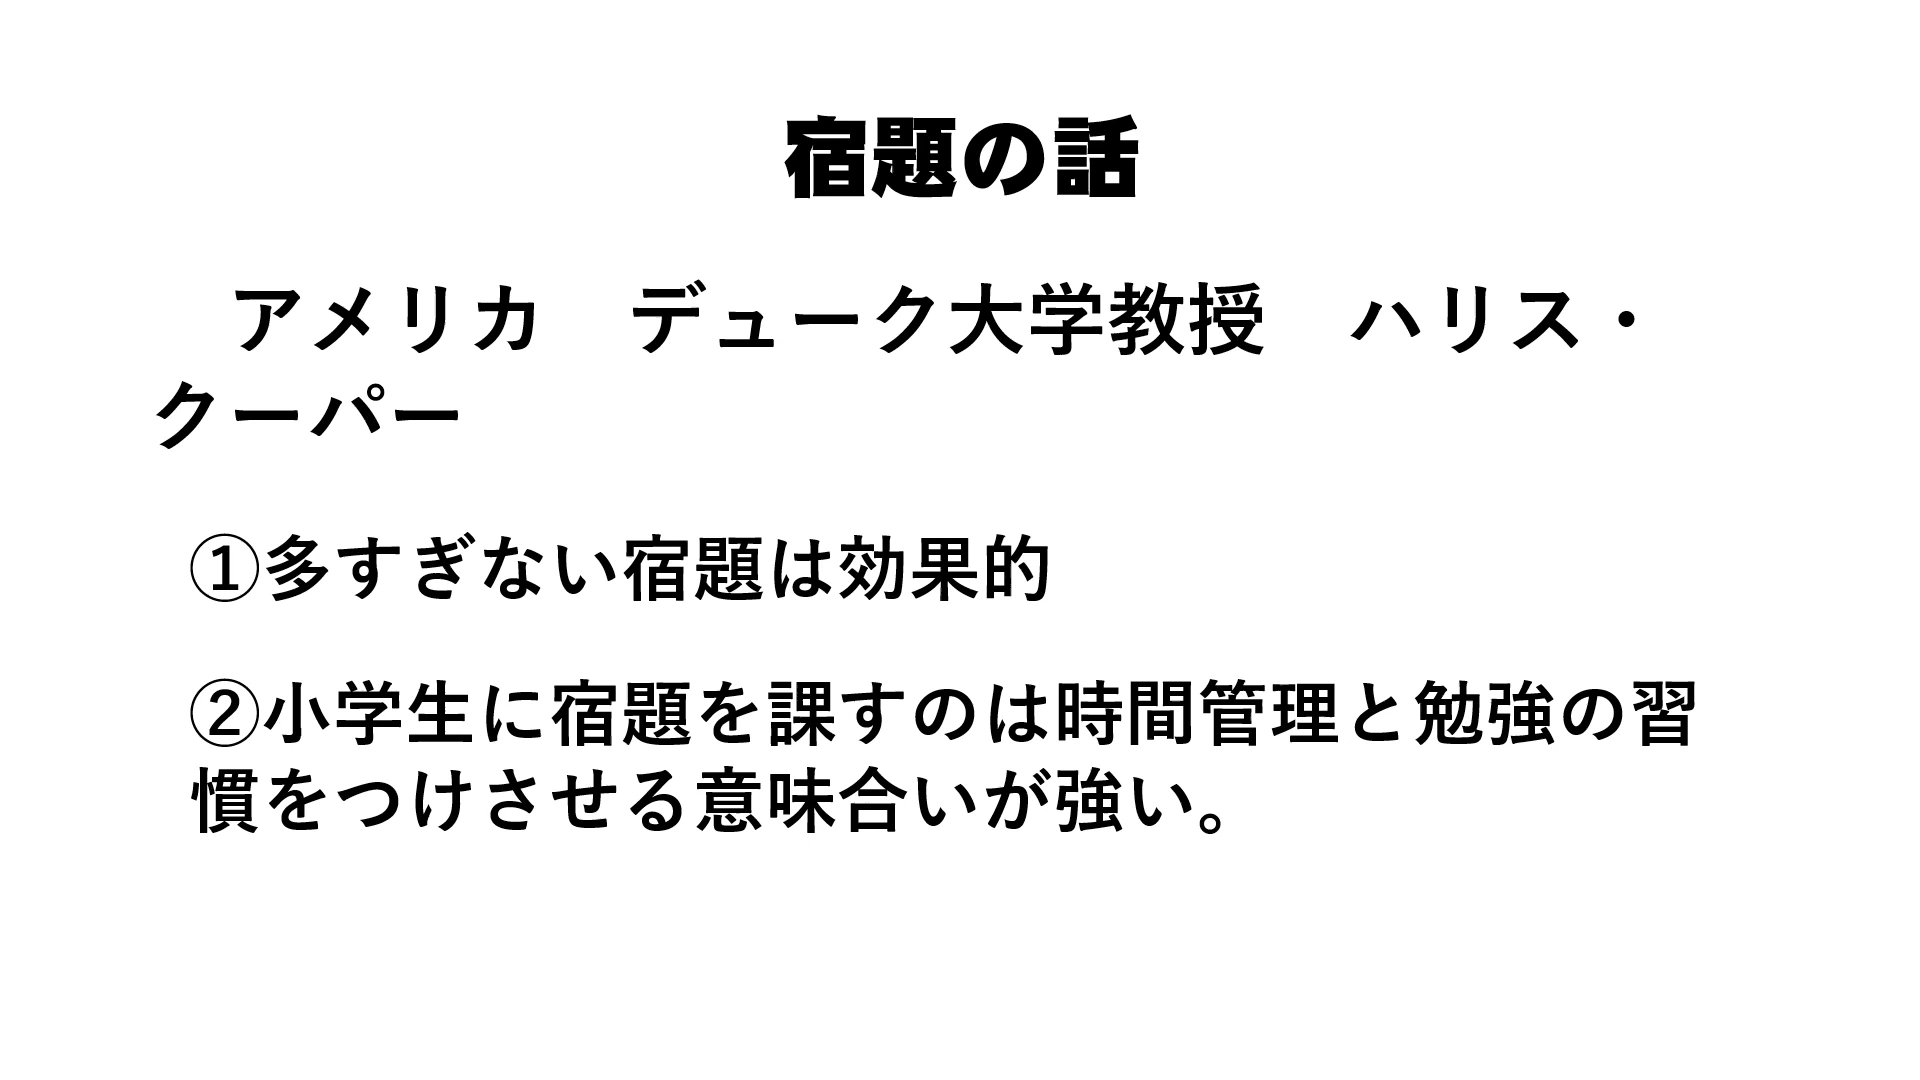 宿題の話
アメリカ　デューク大学教授　ハリス・
クーパー
①多すぎない宿題は効果的
②小学生に宿題を課すのは時間管理と勉強の習
慣をつけさせる意味合いが強い。